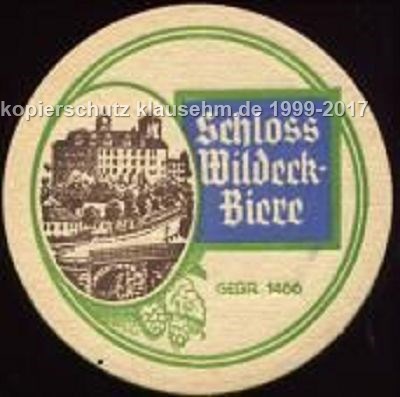 kopierschutz klausehm.de 1999-2017
Schloss
Wildeck-
Biere
GEGR. 1466